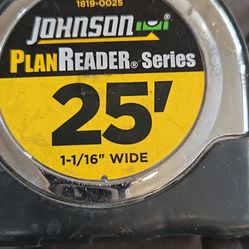 1819-0025
JOHNSON
PLANREADER® Series
25'
1-1/16" WIDE